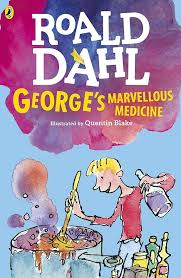 ROALD
DAHL
GEORGE'S MARVELLOUS
MEDICINE
Illustrated by Quentin Blake